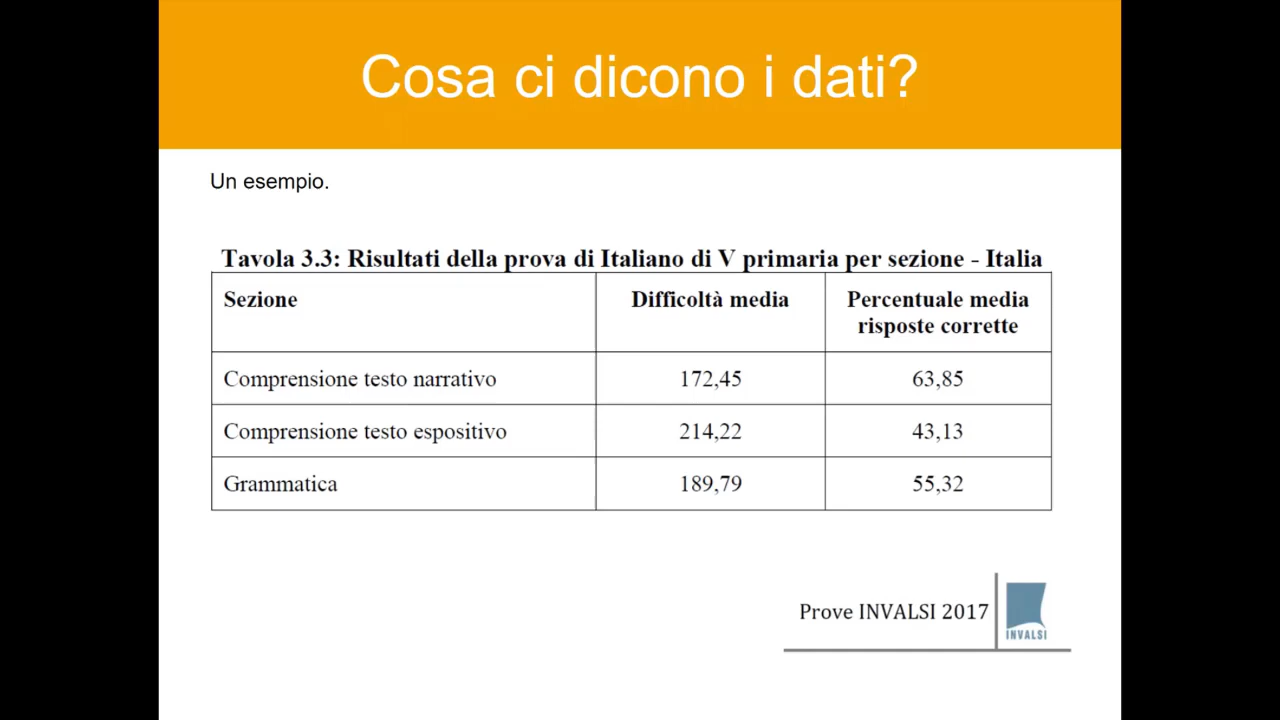 Cosa ci dicono i dati?
Un esempio.
Tavola 3.3: Risultati della prova di Italiano di V primaria per sezione - Italia
Sezione Difficoltà media Percentuale media
risposte corrette
Comprensione testo narrativo 172,45 63,85
Comprensione testo espositivo 214,22 43,13
Grammatica 189,79 55,32
Prove INVALSI 2017
INVALSI